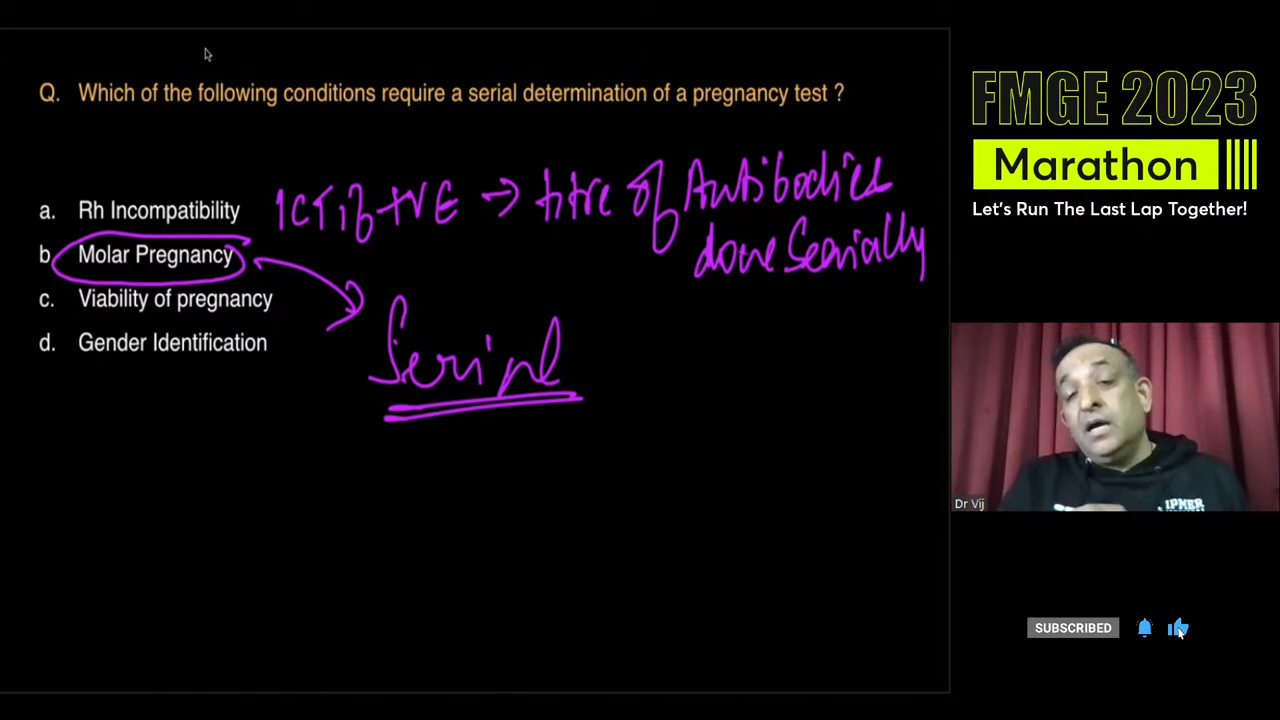 Q. Which of the following conditions require a serial determination of a pregnancy test ?
a. Rh Incompatibility
b Molar Pregnancy
c. Viability of pregnancy
d. Gender Identification
ICT if +VE → titre of Antibodies
done Serially
Serial
FMGE 2023
Marathon
Let's Run The Last Lap Together!
Dr Vij
SUBSCRIBED